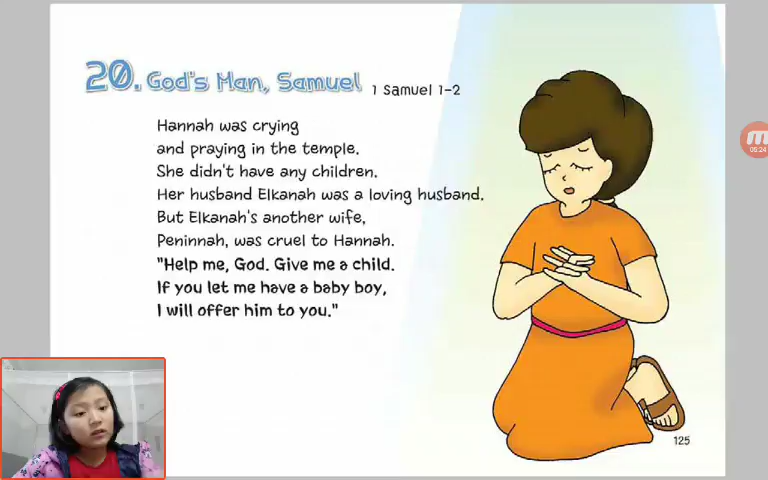 20. God's Man, Samuel 1 Samuel 1-2
Hannah was crying
and praying in the temple.
She didn't have any children.
Her husband Elkanah was a loving husband.
But Elkanah's another wife,
Peninnah, was cruel to Hannah.
"Help me, God. Give me a child.
If you let me have a baby boy,
I will offer him to you."
125
06:24